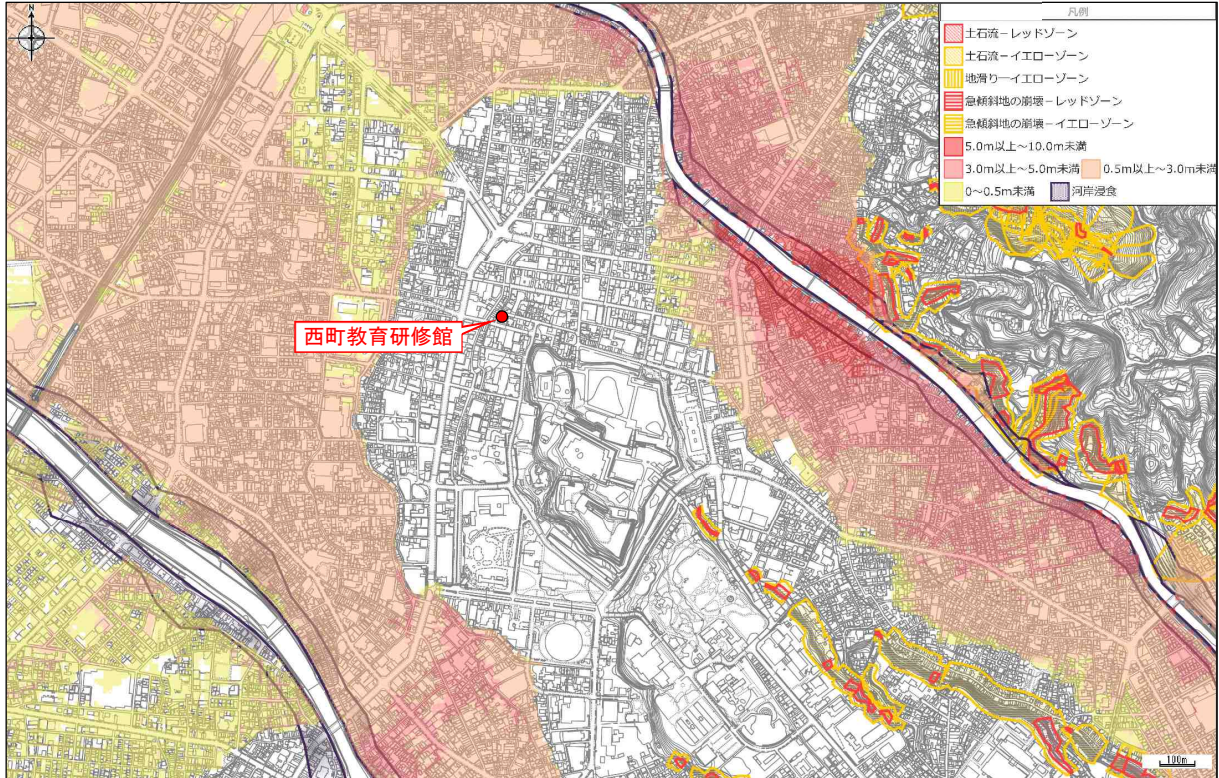 N
凡例
土石流－レッドゾーン
土石流－イエローゾーン
地滑り―イエローゾーン
急傾斜地の崩壊－レッドゾーン
急傾斜地の崩壊－イエローゾーン
5.0m以上～10.0m未満
3.0m以上～5.0m未満 0.5m以上～3.0m未満
0～0.5m未満 河岸浸食
西町教育研修館
100m